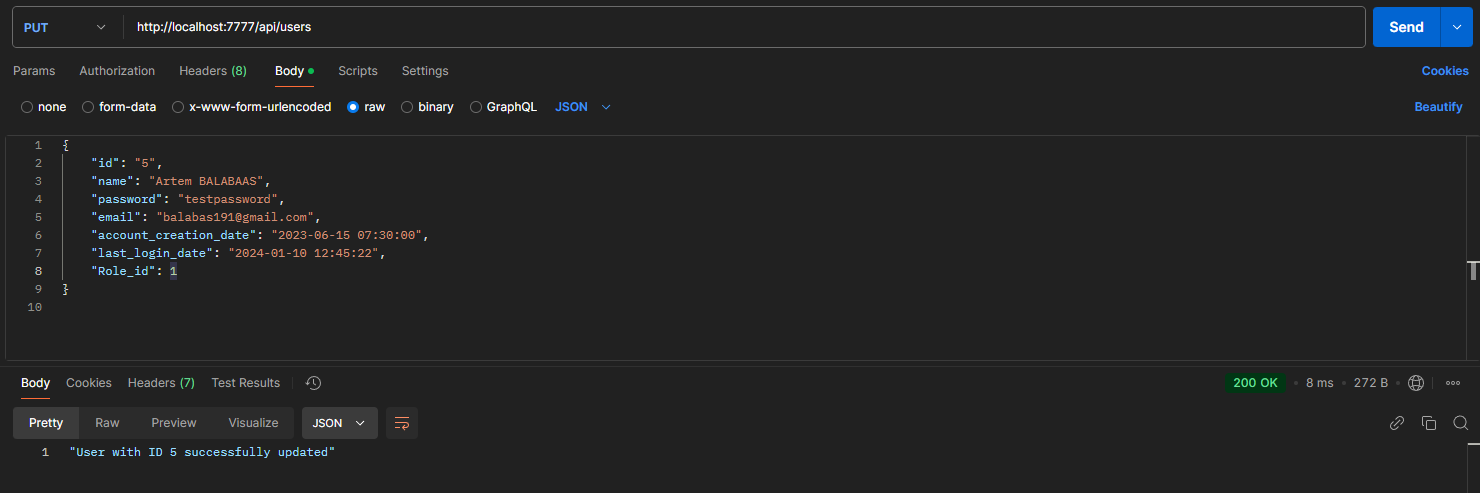 PUT http://localhost:7777/api/users Send
Params Authorization Headers (8) Body Scripts Settings Cookies
none form-data x-www-form-urlencoded raw binary GraphQL JSON Beautify
1 {
2 "id": "5",
3 "name": "Artem BALABAAS",
4 "password": "testpassword",
5 "email": "balabas191@gmail.com",
6 "account_creation_date": "2023-06-15 07:30:00",
7 "last_login_date": "2024-01-10 12:45:22",
8 "Role_id": 1
9 }
10
Body Cookies Headers (7) Test Results 200 OK 8 ms 272 B
Pretty Raw Preview Visualize JSON
1 "User with ID 5 successfully updated"